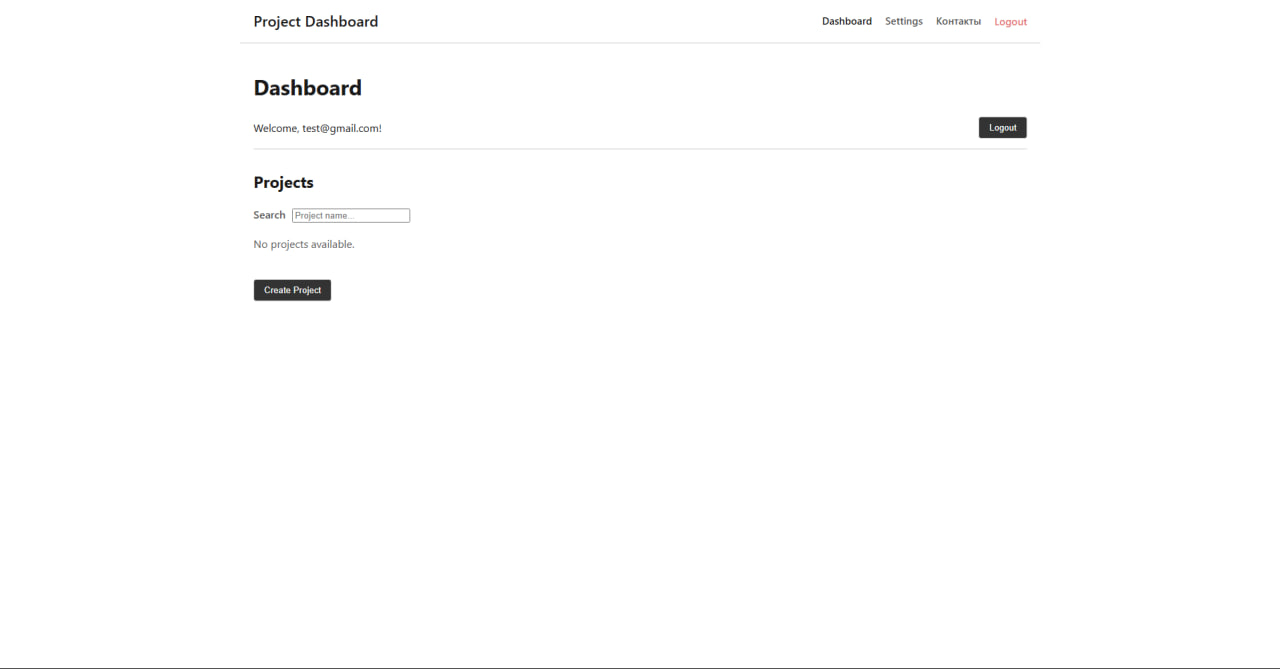 Project Dashboard Dashboard Settings Контакты Logout
Dashboard
Welcome, test@gmail.com! Logout
Projects
Search Project name...
No projects available.
Create Project